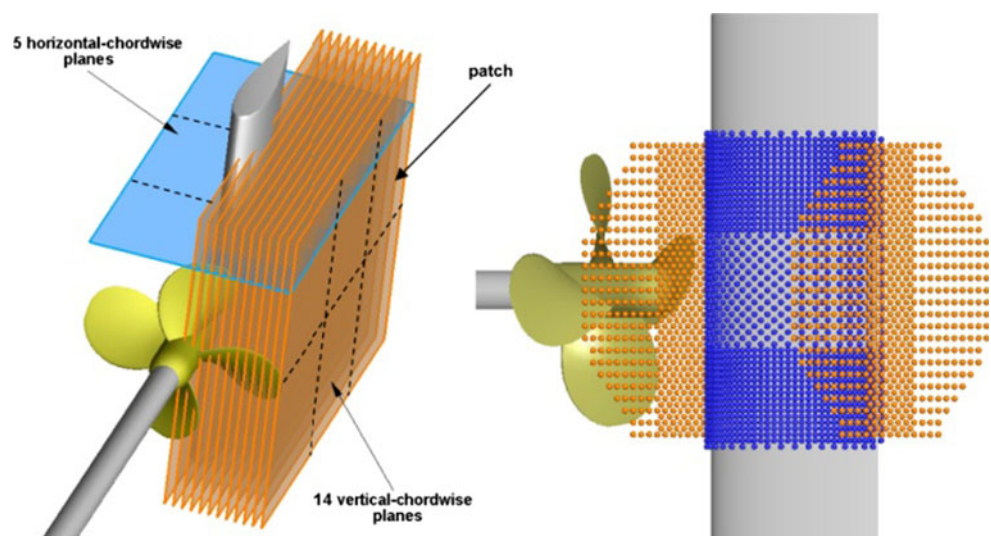 5 horizontal-chordwise
planes
patch
14 vertical-chordwise
planes